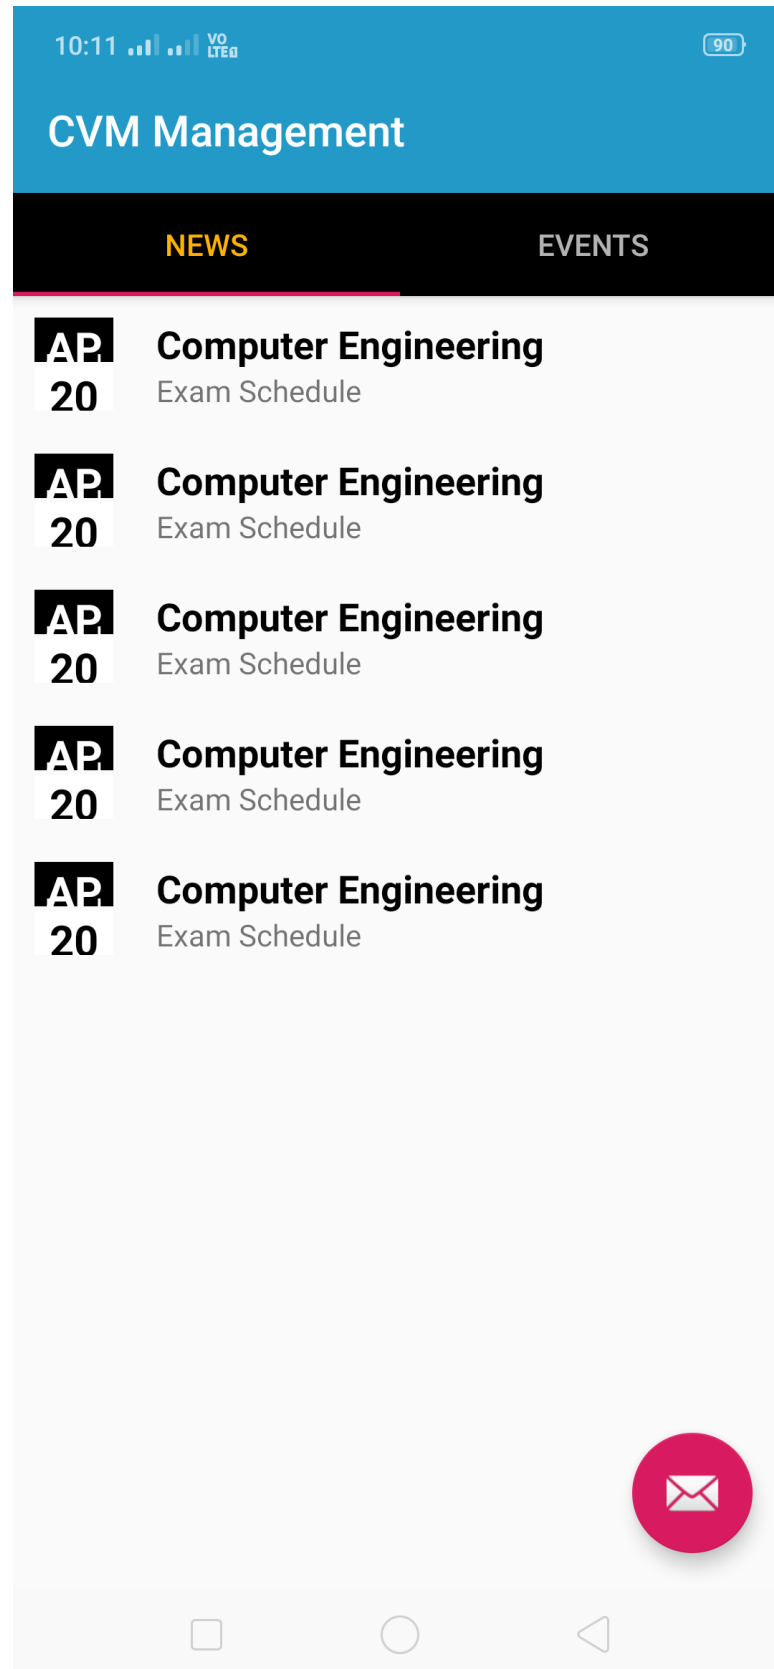 10:11 VO LTE1 90
CVM Management
NEWS EVENTS
AP
Computer Engineering
20
Exam Schedule
AP
Computer Engineering
20
Exam Schedule
AP
Computer Engineering
20
Exam Schedule
AP
Computer Engineering
20
Exam Schedule
AP
Computer Engineering
20
Exam Schedule